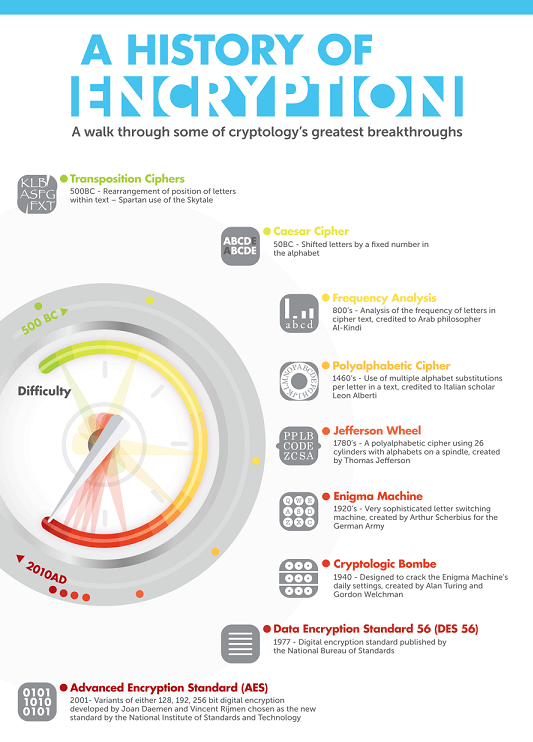 A HISTORY OF
ENCRYPTION
A walk through some of cryptology's greatest breakthroughs
KLB
ASFG
FXT
Transposition Ciphers
500BC - Rearrangement of position of letters
within text – Spartan use of the Skytale
ABCDE
ABCDE
Caesar Cipher
50BC - Shifted letters by a fixed number in
the alphabet
a b c d
Frequency Analysis
800's - Analysis of the frequency of letters in
cipher text, credited to Arab philosopher
Al-Kindi
500 BC
Difficulty
Polyalphabetic Cipher
1460's - Use of multiple alphabet substitutions
per letter in a text, credited to Italian scholar
Leon Alberti
PPLB
CODE
ZCSA
Jefferson Wheel
1780's - A polyalphabetic cipher using 26
cylinders with alphabets on a spindle, created
by Thomas Jefferson
Q W E
A S D
Z X C
Enigma Machine
1920's - Very sophisticated letter switching
machine, created by Arthur Scherbius for the
German Army
2010AD
Cryptologic Bombe
1940 - Designed to crack the Enigma Machine's
daily settings, created by Alan Turing and
Gordon Welchman
Data Encryption Standard 56 (DES 56)
1977 - Digital encryption standard published by
the National Bureau of Standards
0101
1010
0101
Advanced Encryption Standard (AES)
2001- Variants of either 128, 192, 256 bit digital encryption
developed by Joan Daemen and Vincent Rijmen chosen as the new
standard by the National Institute of Standards and Technology